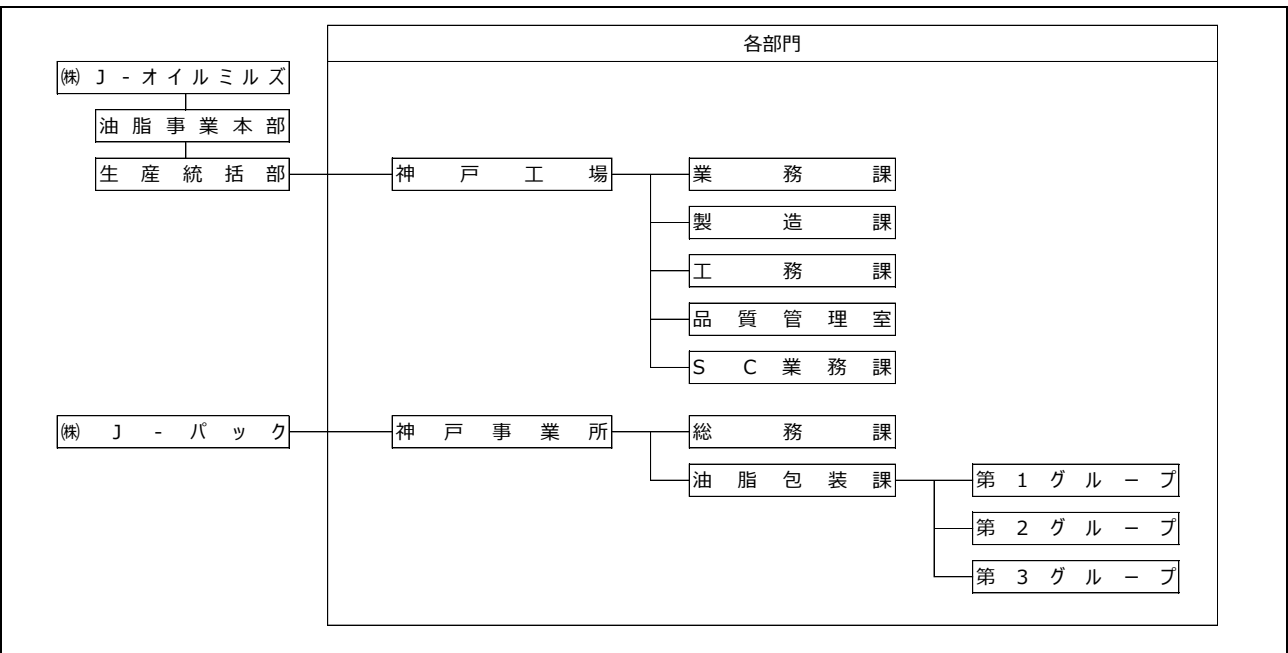 各部門
㈱J-オイルミルズ
油脂事業本部
生産統括部 神戸工場 業務課
製造課
工務課
品質管理室
SC業務課
㈱J-パック 神戸事業所 総務課
油脂包装課 第1グループ
第2グループ
第3グループ